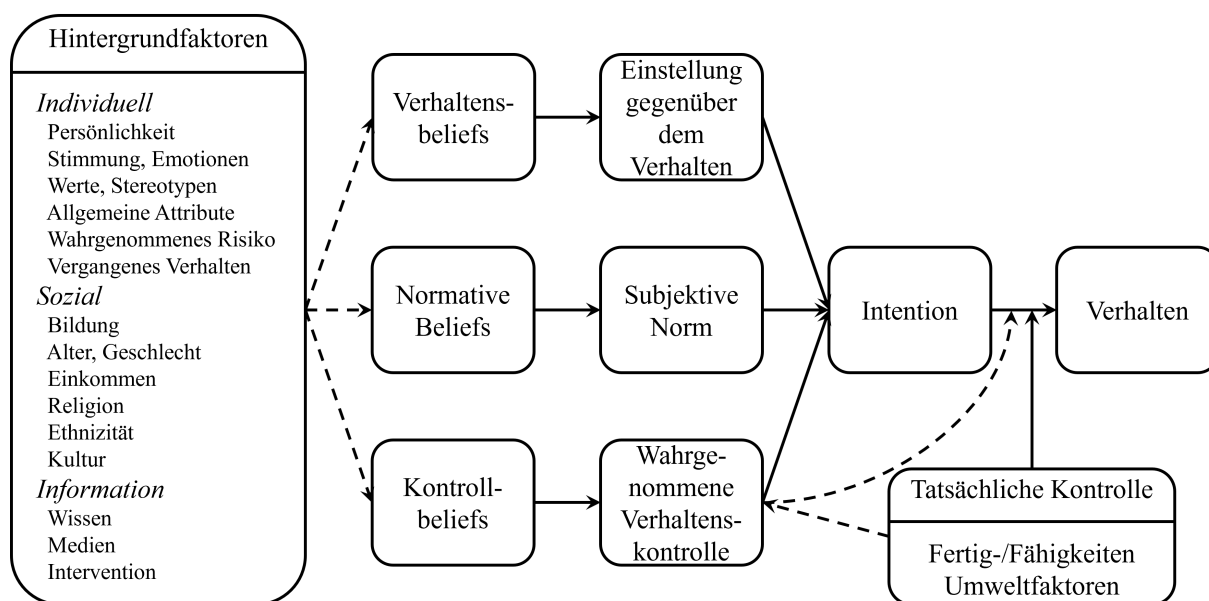 Hintergrundfaktoren
Individuell
Persönlichkeit
Stimmung, Emotionen
Werte, Stereotypen
Allgemeine Attribute
Wahrgenommenes Risiko
Vergangenes Verhalten
Sozial
Bildung
Alter, Geschlecht
Einkommen
Religion
Ethnizität
Kultur
Information
Wissen
Medien
Intervention
Verhaltens-
beliefs
Einstellung
gegenüber
dem
Verhalten
Normative
Beliefs
Subjektive
Norm
Intention
Verhalten
Kontroll-
beliefs
Wahrge-
nommene
Verhaltens-
kontrolle
Tatsächliche Kontrolle
Fertig-/Fähigkeiten
Umweltfaktoren